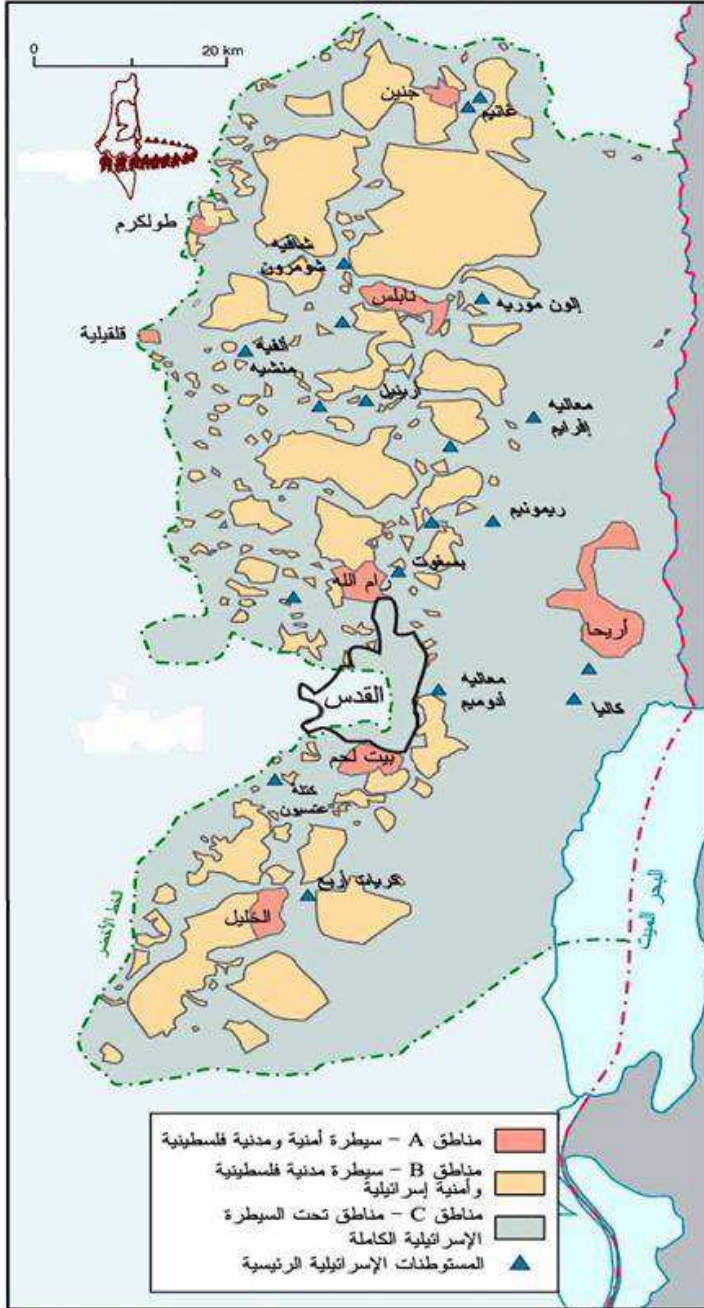 0 20 km
جنين
غانيم
طولكرم
شافيه
شومرون
نابلس
إلون موريه
قلقيلية
ألفيه
منشيه
أرئيل
معاليه
إفرايم
ريمونيم
بسغوت
رام الله
أريحا
القدس
معاليه
أدوميم
كاليا
بيت لحم
كتلة
عتسيون
كريات أربع
الخليل
الخط الأخضر
البحر الميت
مناطق A – سيطرة أمنية ومدنية فلسطينية
مناطق B – سيطرة مدنية فلسطينية
وأمنية إسرائيلية
مناطق C – مناطق تحت السيطرة
الإسرائيلية الكاملة
المستوطنات الإسرائيلية الرئيسية